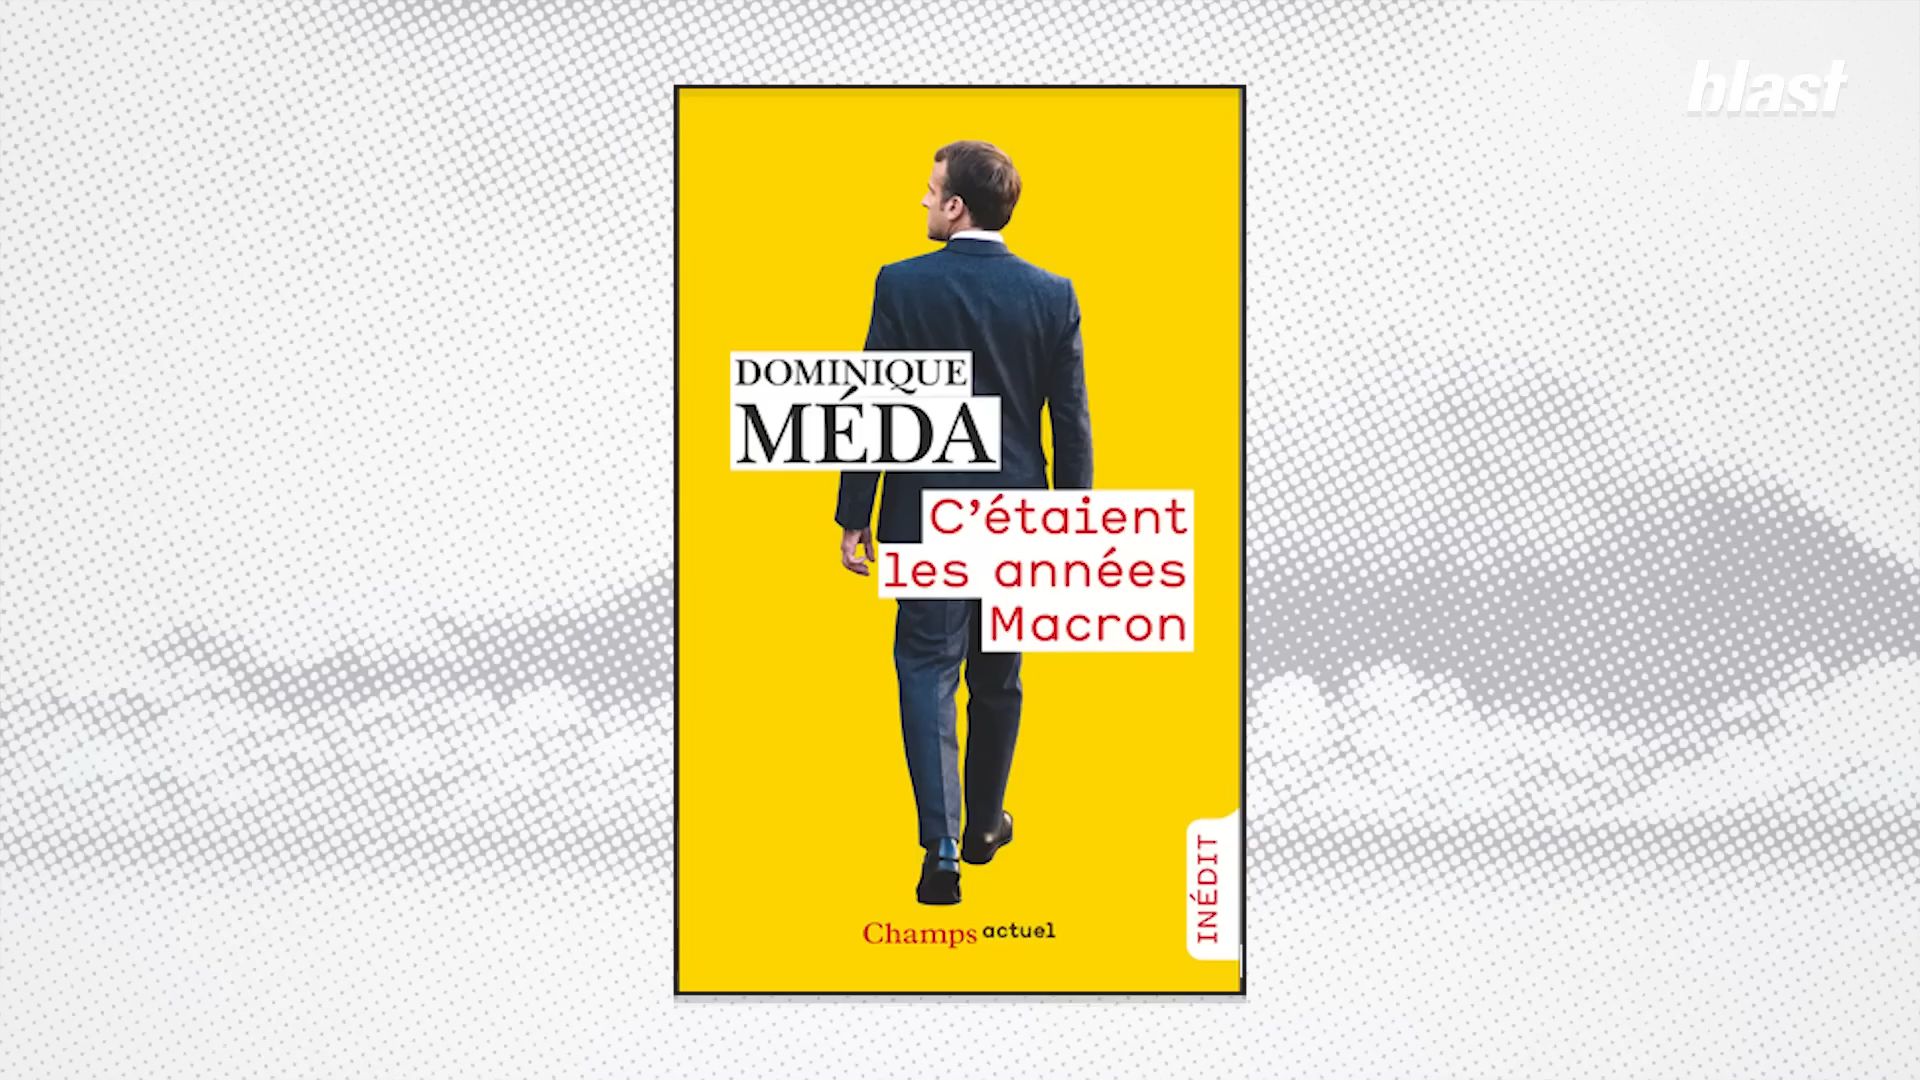 blast
DOMINIQUE
MÉDA
C’étaient
les années
Macron
INÉDIT
Champs actuel